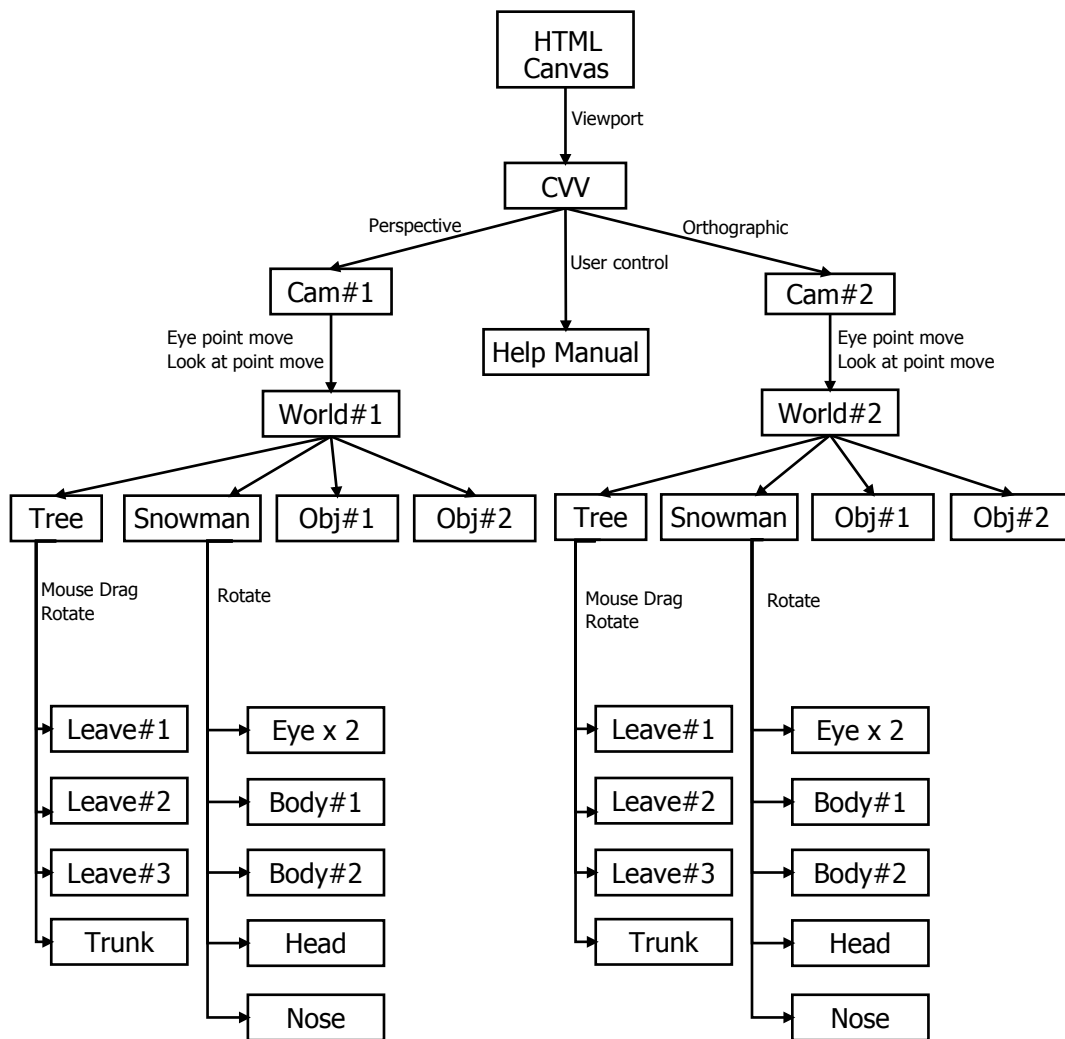 HTML
Canvas
Viewport
CVV
Perspective
Orthographic
User control
Cam#1
Cam#2
Help Manual
Eye point move
Look at point move
Eye point move
Look at point move
World#1
World#2
Tree
Snowman
Obj#1
Obj#2
Tree
Snowman
Obj#1
Obj#2
Mouse Drag
Rotate
Rotate
Mouse Drag
Rotate
Rotate
Leave#1
Eye x 2
Leave#1
Eye x 2
Leave#2
Body#1
Leave#2
Body#1
Leave#3
Body#2
Leave#3
Body#2
Trunk
Head
Trunk
Head
Nose
Nose